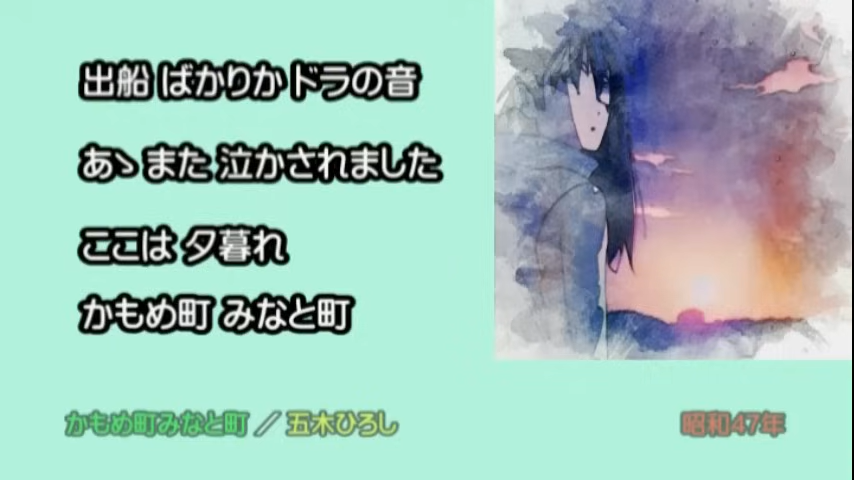 出船 ばかりか ドラの音
あゝ また 泣かされました
ここは 夕暮れ
かもめ町 みなと町
かもめ町みなと町 ／ 五木ひろし
昭和47年